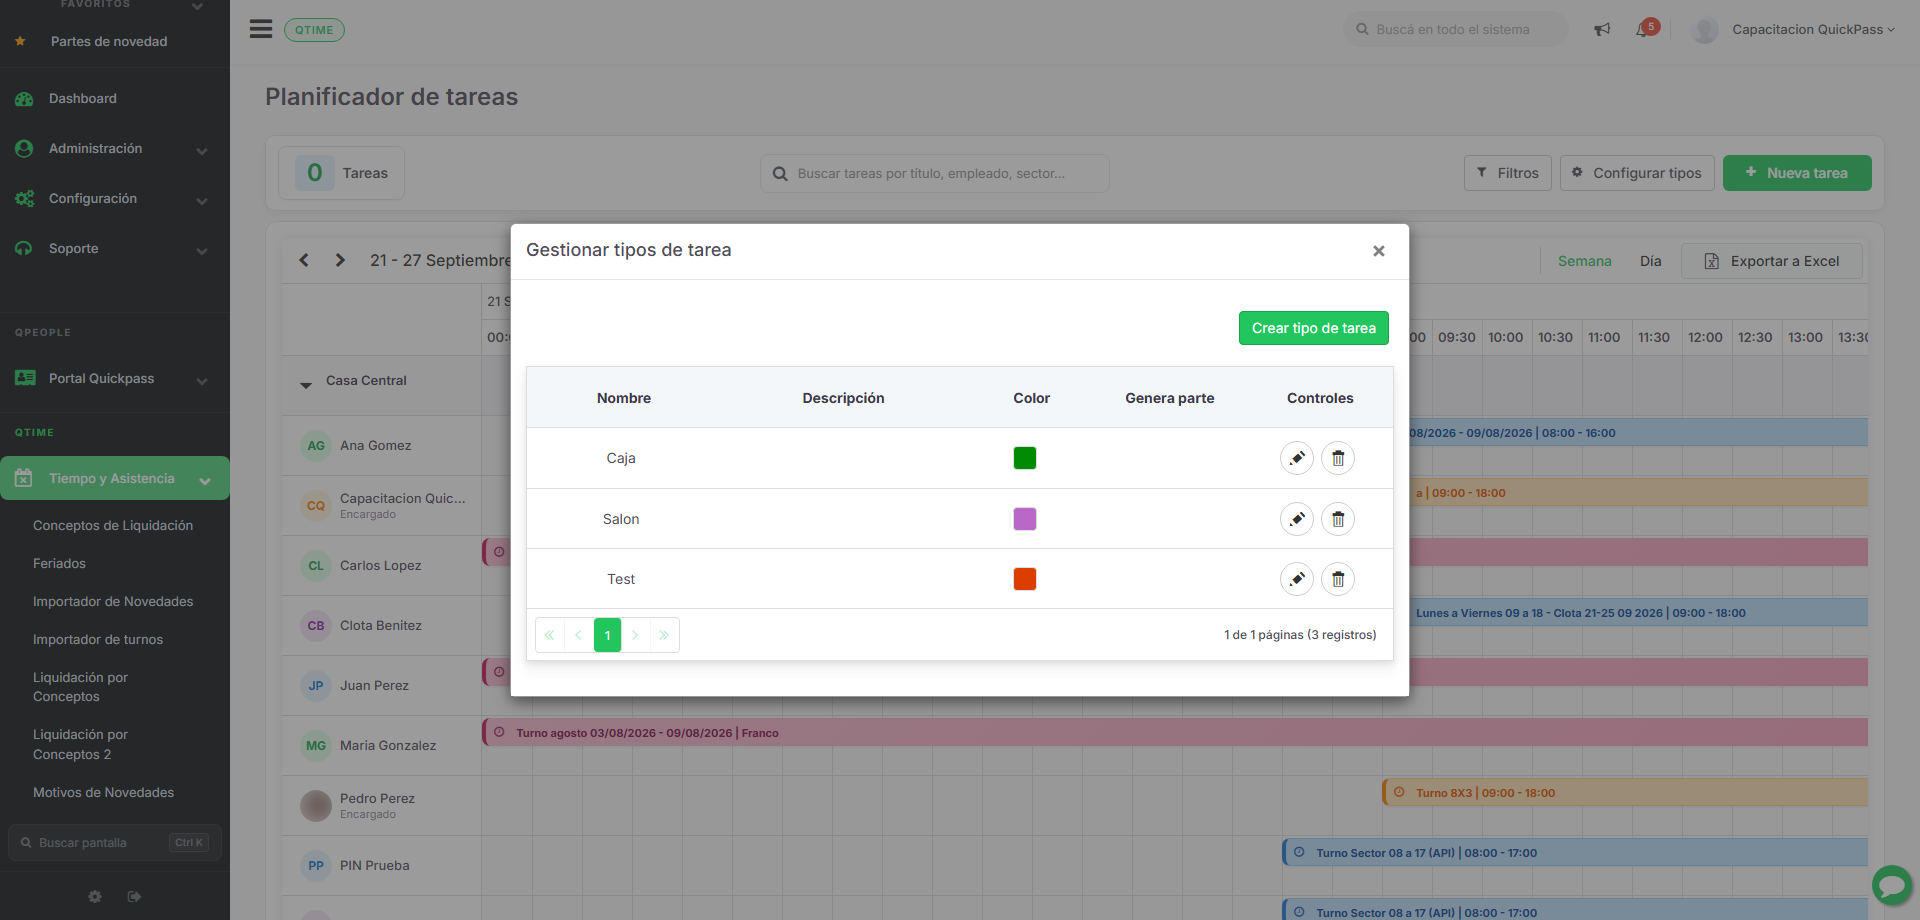 FAVORITOS
Partes de novedad
Dashboard
Administración
Configuración
Soporte
QPEOPLE
Portal Quickpass
QTIME
Tiempo y Asistencia
Conceptos de Liquidación
Feriados
Importador de Novedades
Importador de turnos
Liquidación por
Conceptos
Liquidación por
Conceptos 2
Motivos de Novedades
Buscar pantalla
Ctrl K
QTIME
Buscá en todo el sistema
5
Capacitacion QuickPass
Planificador de tareas
0 Tareas
Buscar tareas por título, empleado, sector...
Filtros
Configurar tipos
Nueva tarea
21 - 27 Septiembre
Semana
Día
Exportar a Excel
09:30 10:00 10:30 11:00 11:30 12:00 12:30 13:00
Casa Central
AG Ana Gomez
08/2026 - 09/08/2026 | 08:00 - 16:00
CQ Capacitacion Quic...
Encargado
a | 09:00 - 18:00
CL Carlos Lopez
CB Clota Benitez
Lunes a Viernes 09 a 18 - Clota 21-25 09 2026 | 09:00 - 18:00
JP Juan Perez
MG Maria Gonzalez
Turno agosto 03/08/2026 - 09/08/2026 | Franco
Pedro Perez
Encargado
Turno 8X3 | 09:00 - 18:00
PP PIN Prueba
Turno Sector 08 a 17 (API) | 08:00 - 17:00
Turno Sector 08 a 17 (API) | 08:00 - 17:00
Gestionar tipos de tarea
×
Crear tipo de tarea
Nombre Descripción Color Genera parte Controles
Caja
Salon
Test
« ‹ 1 › »
1 de 1 páginas (3 registros)